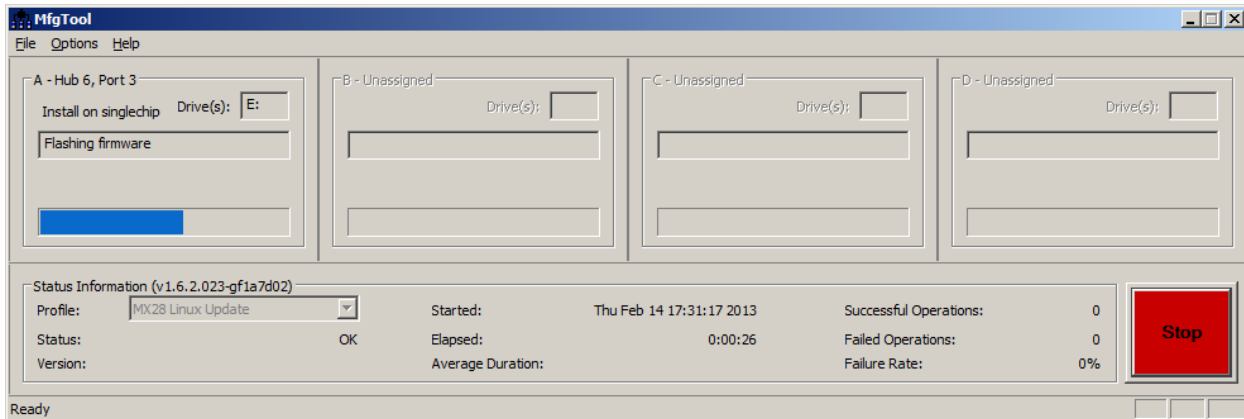 MfgTool
File Options Help
A - Hub 6, Port 3
Install on singlechip Drive(s): E:
Flashing firmware
B - Unassigned
Drive(s):
C - Unassigned
Drive(s):
D - Unassigned
Drive(s):
Status Information (v1.6.2.023-gf1a7d02)
Profile: MX28 Linux Update
Status: OK
Version:
Started: Thu Feb 14 17:31:17 2013
Elapsed: 0:00:26
Average Duration:
Successful Operations: 0
Failed Operations: 0
Failure Rate: 0%
Stop
Ready